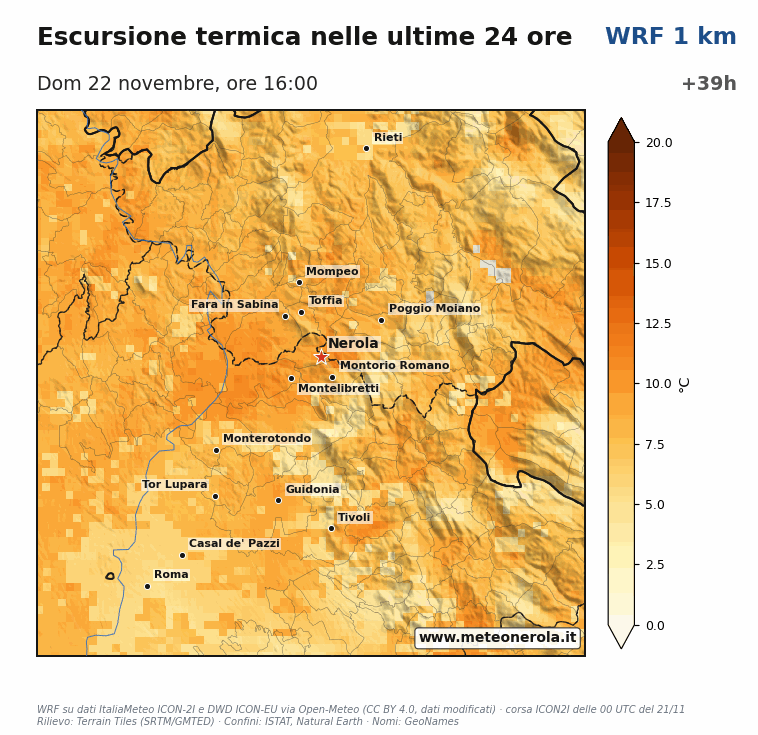 Escursione termica nelle ultime 24 ore
WRF 1 km
Dom 22 novembre, ore 16:00
+39h
Rieti
Mompeo
Fara in Sabina
Toffia
Poggio Moiano
Nerola
Montorio Romano
Montelibretti
Monterotondo
Tor Lupara
Guidonia
Tivoli
Casal de' Pazzi
Roma
www.meteonerola.it
20.0
17.5
15.0
12.5
10.0
7.5
5.0
2.5
0.0
°C
WRF su dati ItaliaMeteo ICON-2I e DWD ICON-EU via Open-Meteo (CC BY 4.0, dati modificati) · corsa ICON2I delle 00 UTC del 21/11
Rilievo: Terrain Tiles (SRTM/GMTED) · Confini: ISTAT, Natural Earth · Nomi: GeoNames